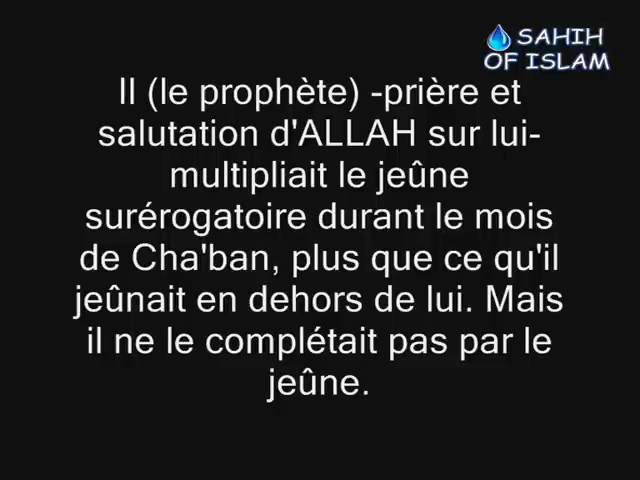 SAHIH
OF ISLAM
Il (le prophète) -prière et
salutation d'ALLAH sur lui-
multipliait le jeûne
surérogatoire durant le mois
de Cha'ban, plus que ce qu'il
jeûnait en dehors de lui. Mais
il ne le complétait pas par le
jeûne.